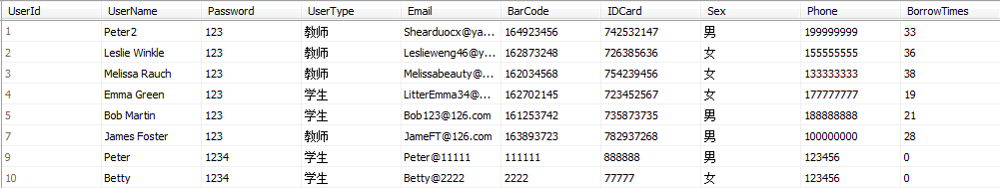 UserId UserName Password UserType Email BarCode IDCard Sex Phone BorrowTimes
1 Peter2 123 教师 Shearduocx@ya... 164923456 742532147 男 199999999 33
2 Leslie Winkle 123 教师 Leslieweng46@y... 162873248 726385636 女 155555555 36
3 Melissa Rauch 123 教师 Melissabeauty@... 162034568 754239456 女 133333333 38
4 Emma Green 123 学生 LitterEmma34@... 162702145 723452567 女 177777777 19
5 Bob Martin 123 学生 Bob123@126.com 161253742 735873735 男 188888888 21
7 James Foster 123 教师 JameFT@126.com 163893723 782937268 男 100000000 28
9 Peter 1234 学生 Peter@11111 111111 888888 男 123456 0
10 Betty 1234 学生 Betty@2222 2222 77777 女 123456 0